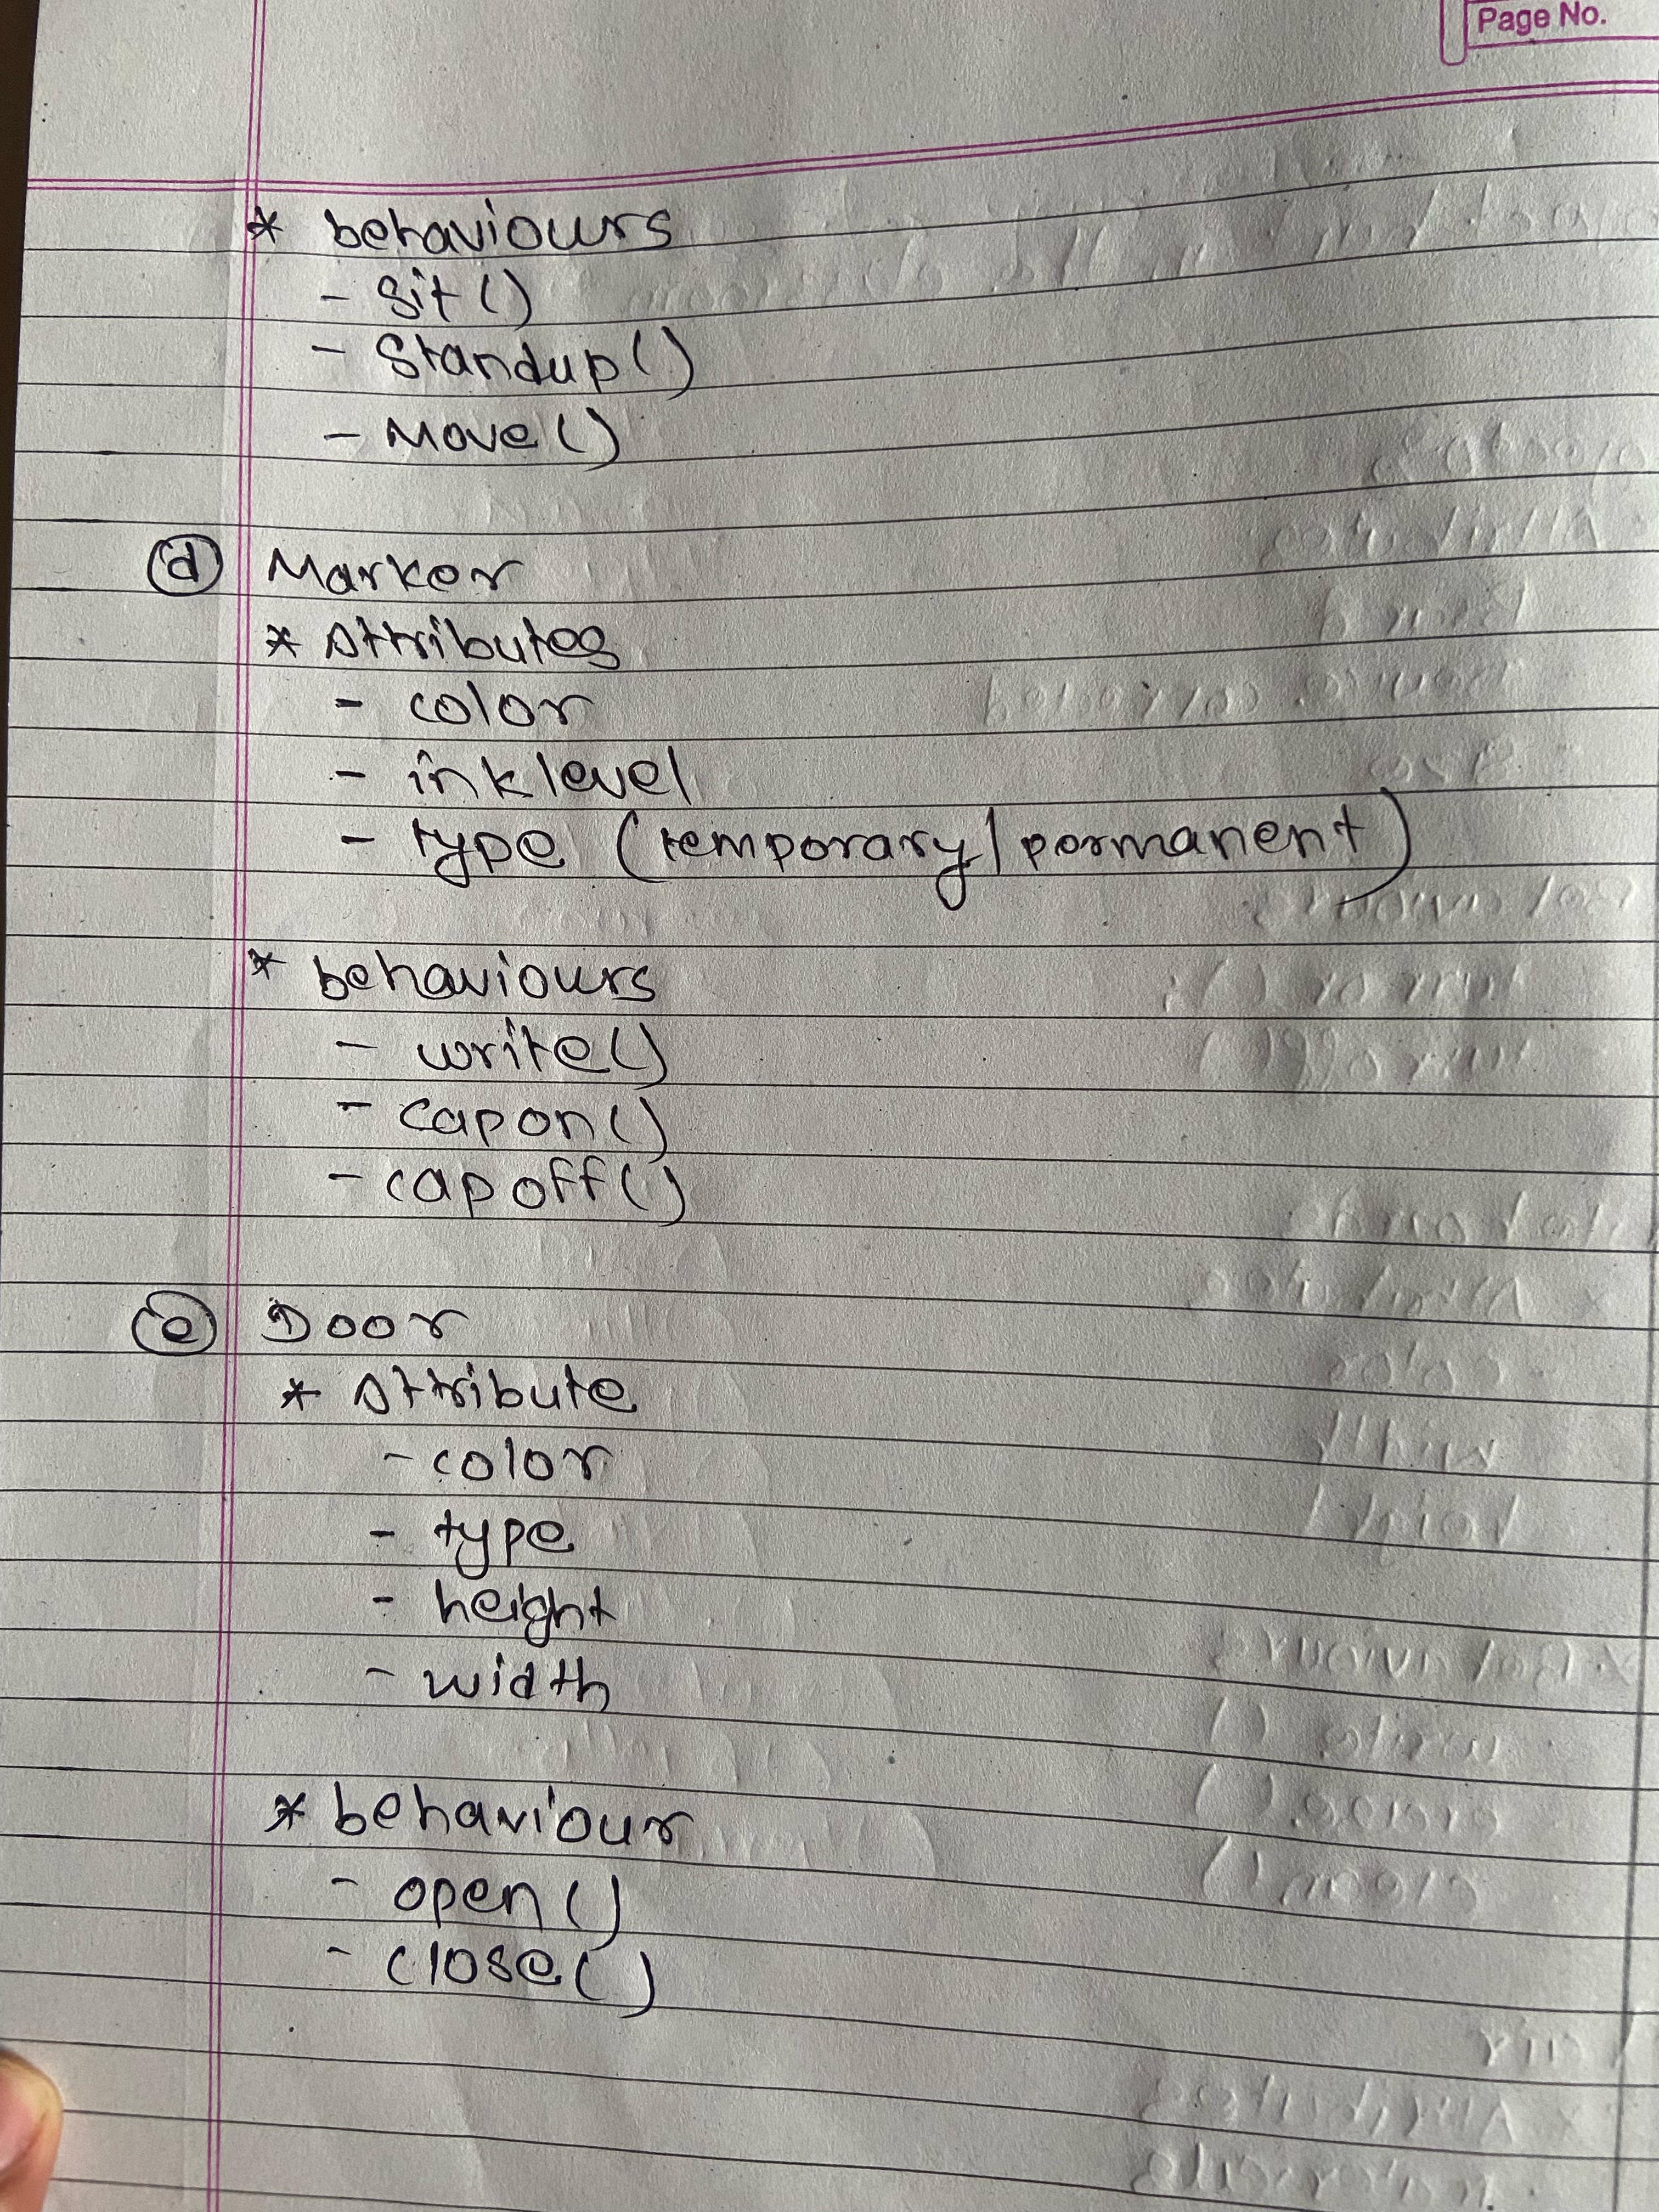 Page No.
* behaviours
- sit()
- Standup()
- Move()
(d) Marker
* Attributes
- color
- inklevel
- type (temporary/permanent)
* behaviours
- write()
- capon()
- capoff()
(e) Door
* Attribute
- color
- type
- height
- width
* behaviour
- open()
- close()